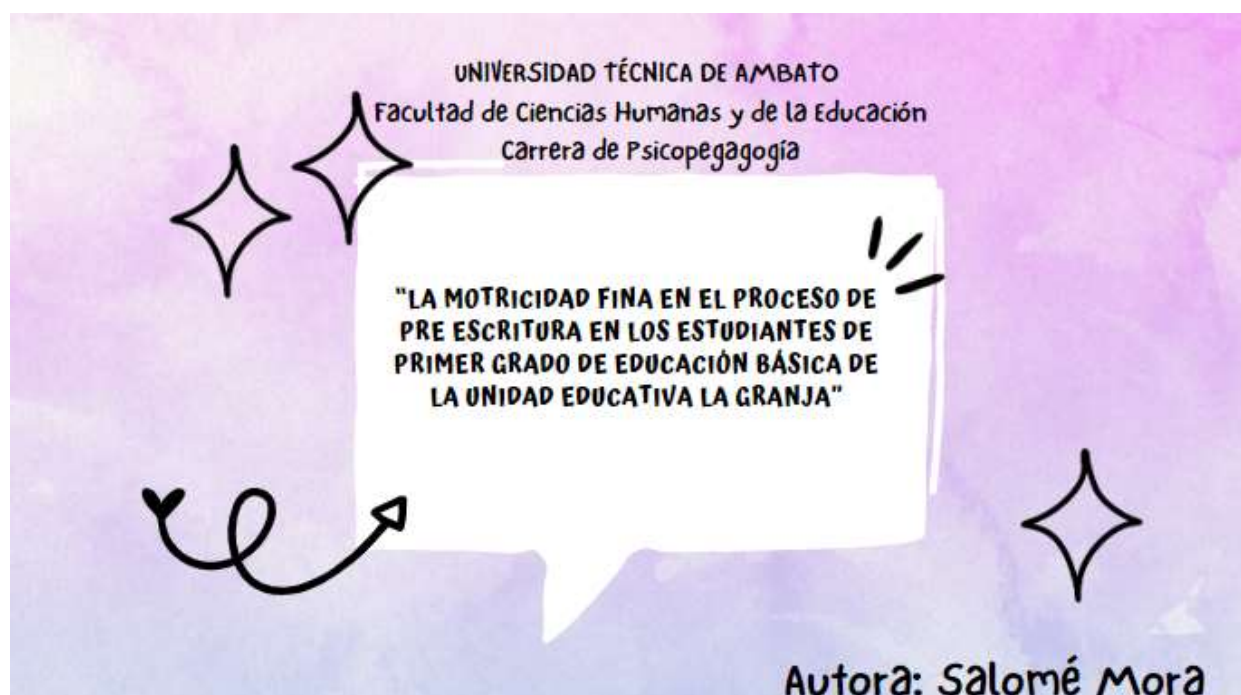 UNIVERSIDAD TÉCNICA DE AMBATO
Facultad de Ciencias Humanas y de la Educación
Carrera de Psicopegagogía
"LA MOTRICIDAD FINA EN EL PROCESO DE
PRE ESCRITURA EN LOS ESTUDIANTES DE
PRIMER GRADO DE EDUCACIÓN BÁSICA DE
LA UNIDAD EDUCATIVA LA GRANJA"
Autora: Salomé Mora